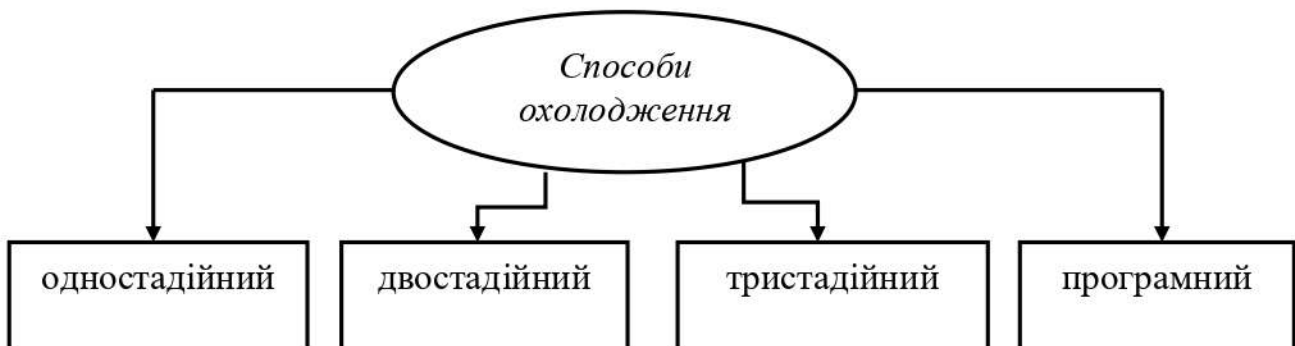 Способи
охолодження
одностадійний
двостадійний
тристадійний
програмний